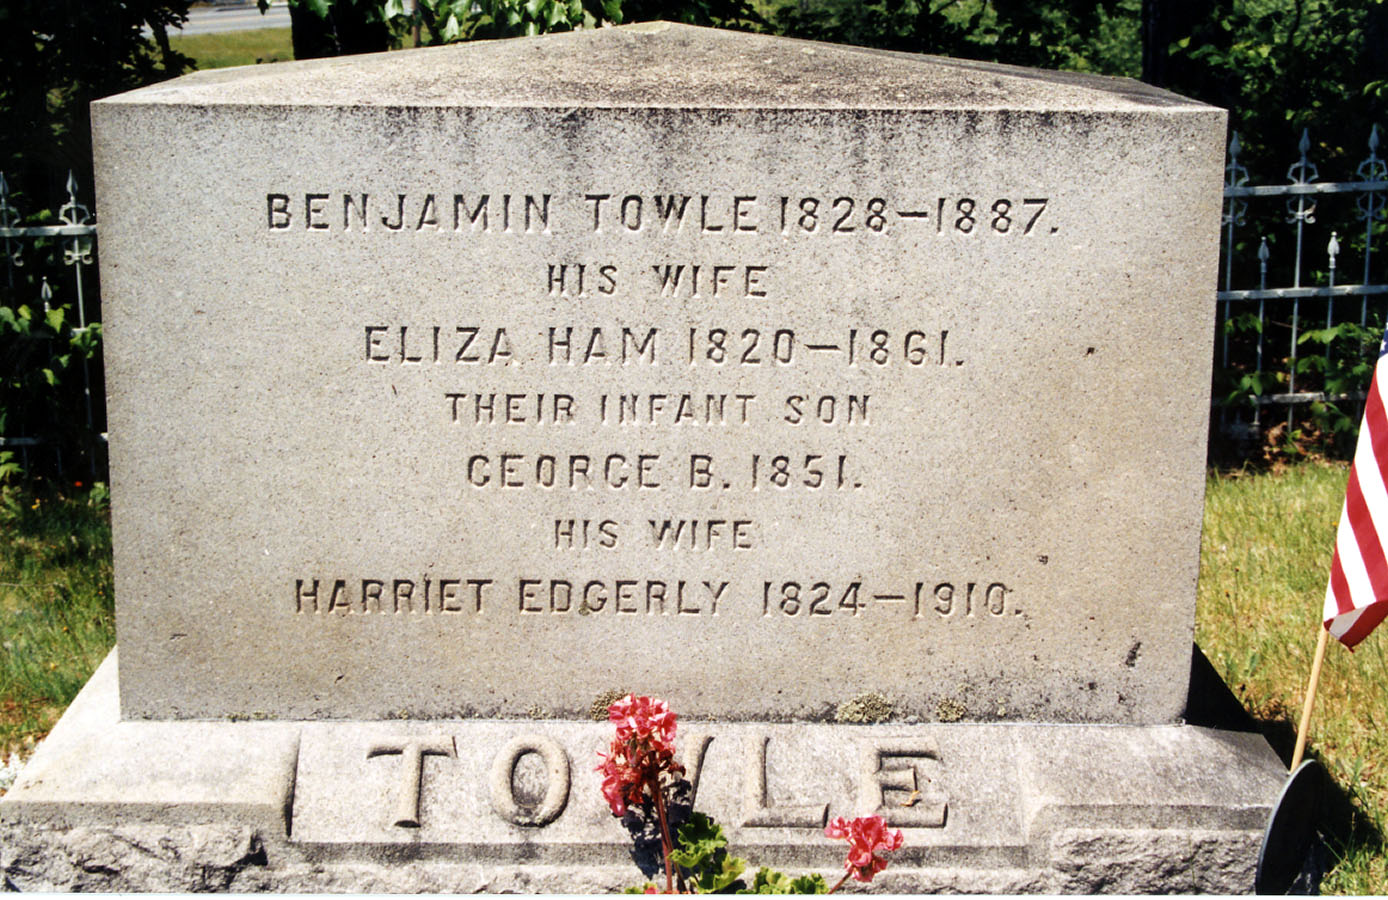 BENJAMIN TOWLE 1828–1887.
HIS WIFE
ELIZA HAM 1820–1861.
THEIR INFANT SON
GEORGE B. 1851.
HIS WIFE
HARRIET EDGERLY 1824–1910.
TOWLE